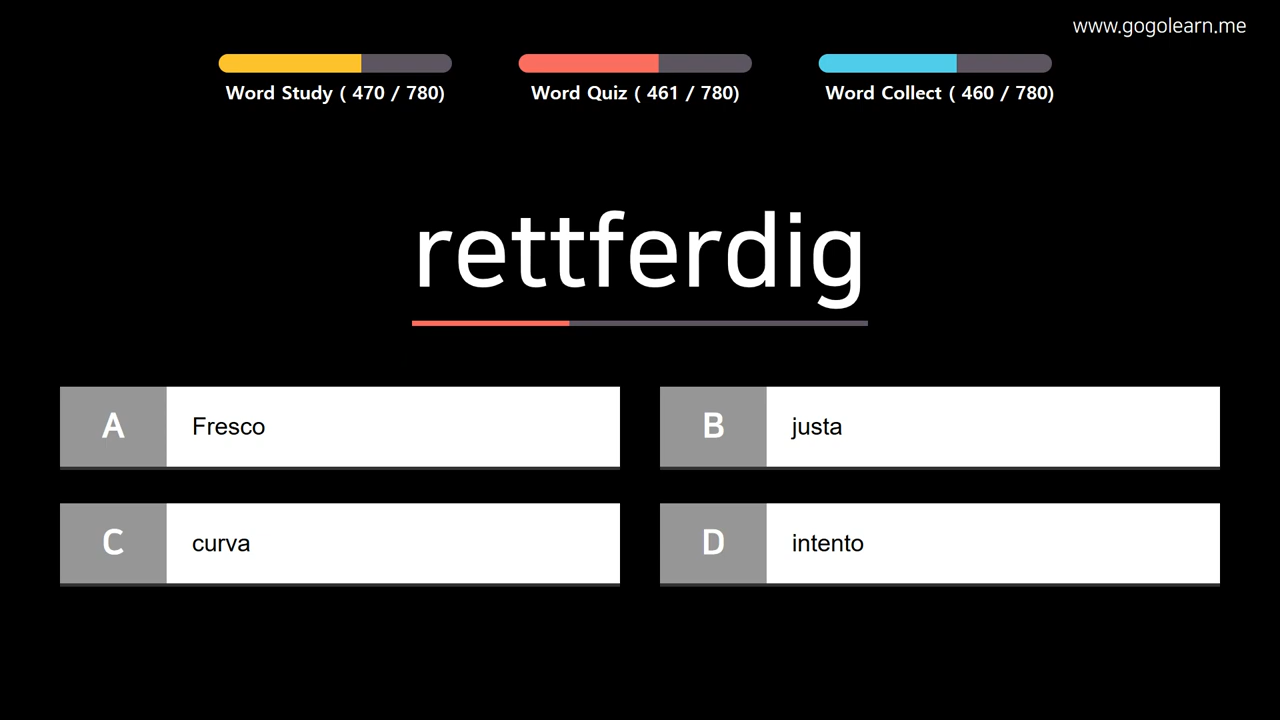 www.gogolearn.me
Word Study ( 470 / 780)
Word Quiz ( 461 / 780)
Word Collect ( 460 / 780)
rettferdig
A Fresco
B justa
C curva
D intento